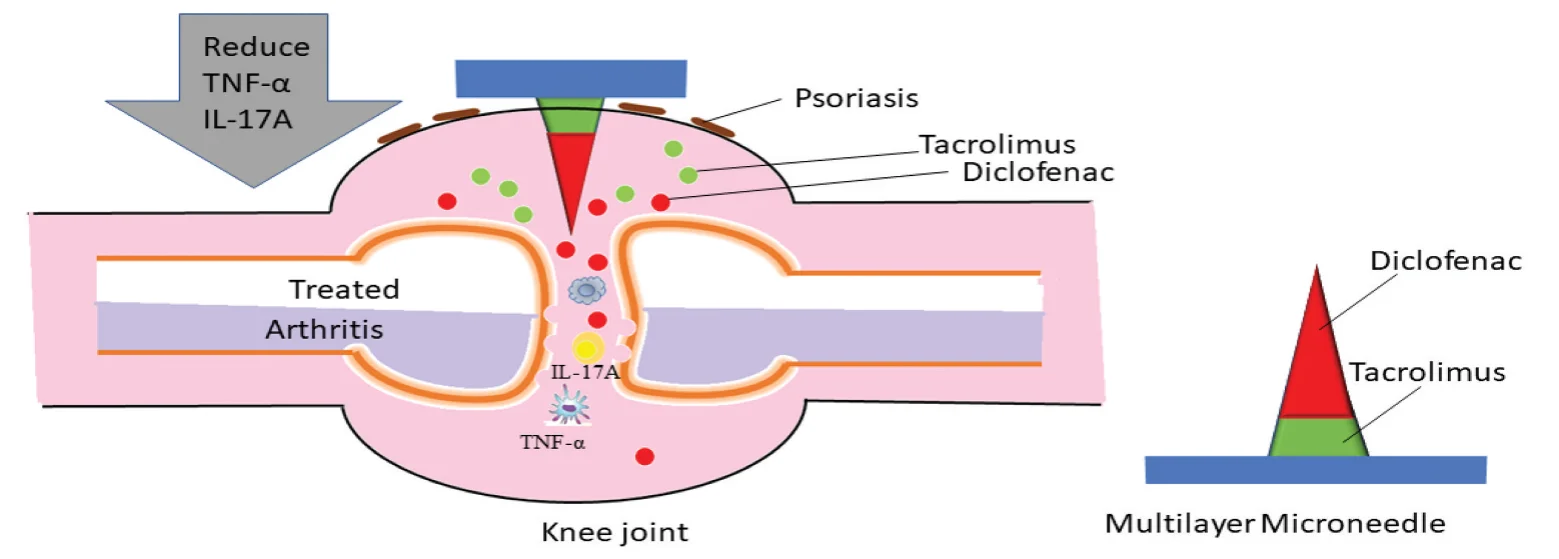 Reduce
TNF-α
IL-17A
Psoriasis
Tacrolimus
Diclofenac
Treated
Arthritis
IL-17A
TNF-α
Knee joint
Diclofenac
Tacrolimus
Multilayer Microneedle